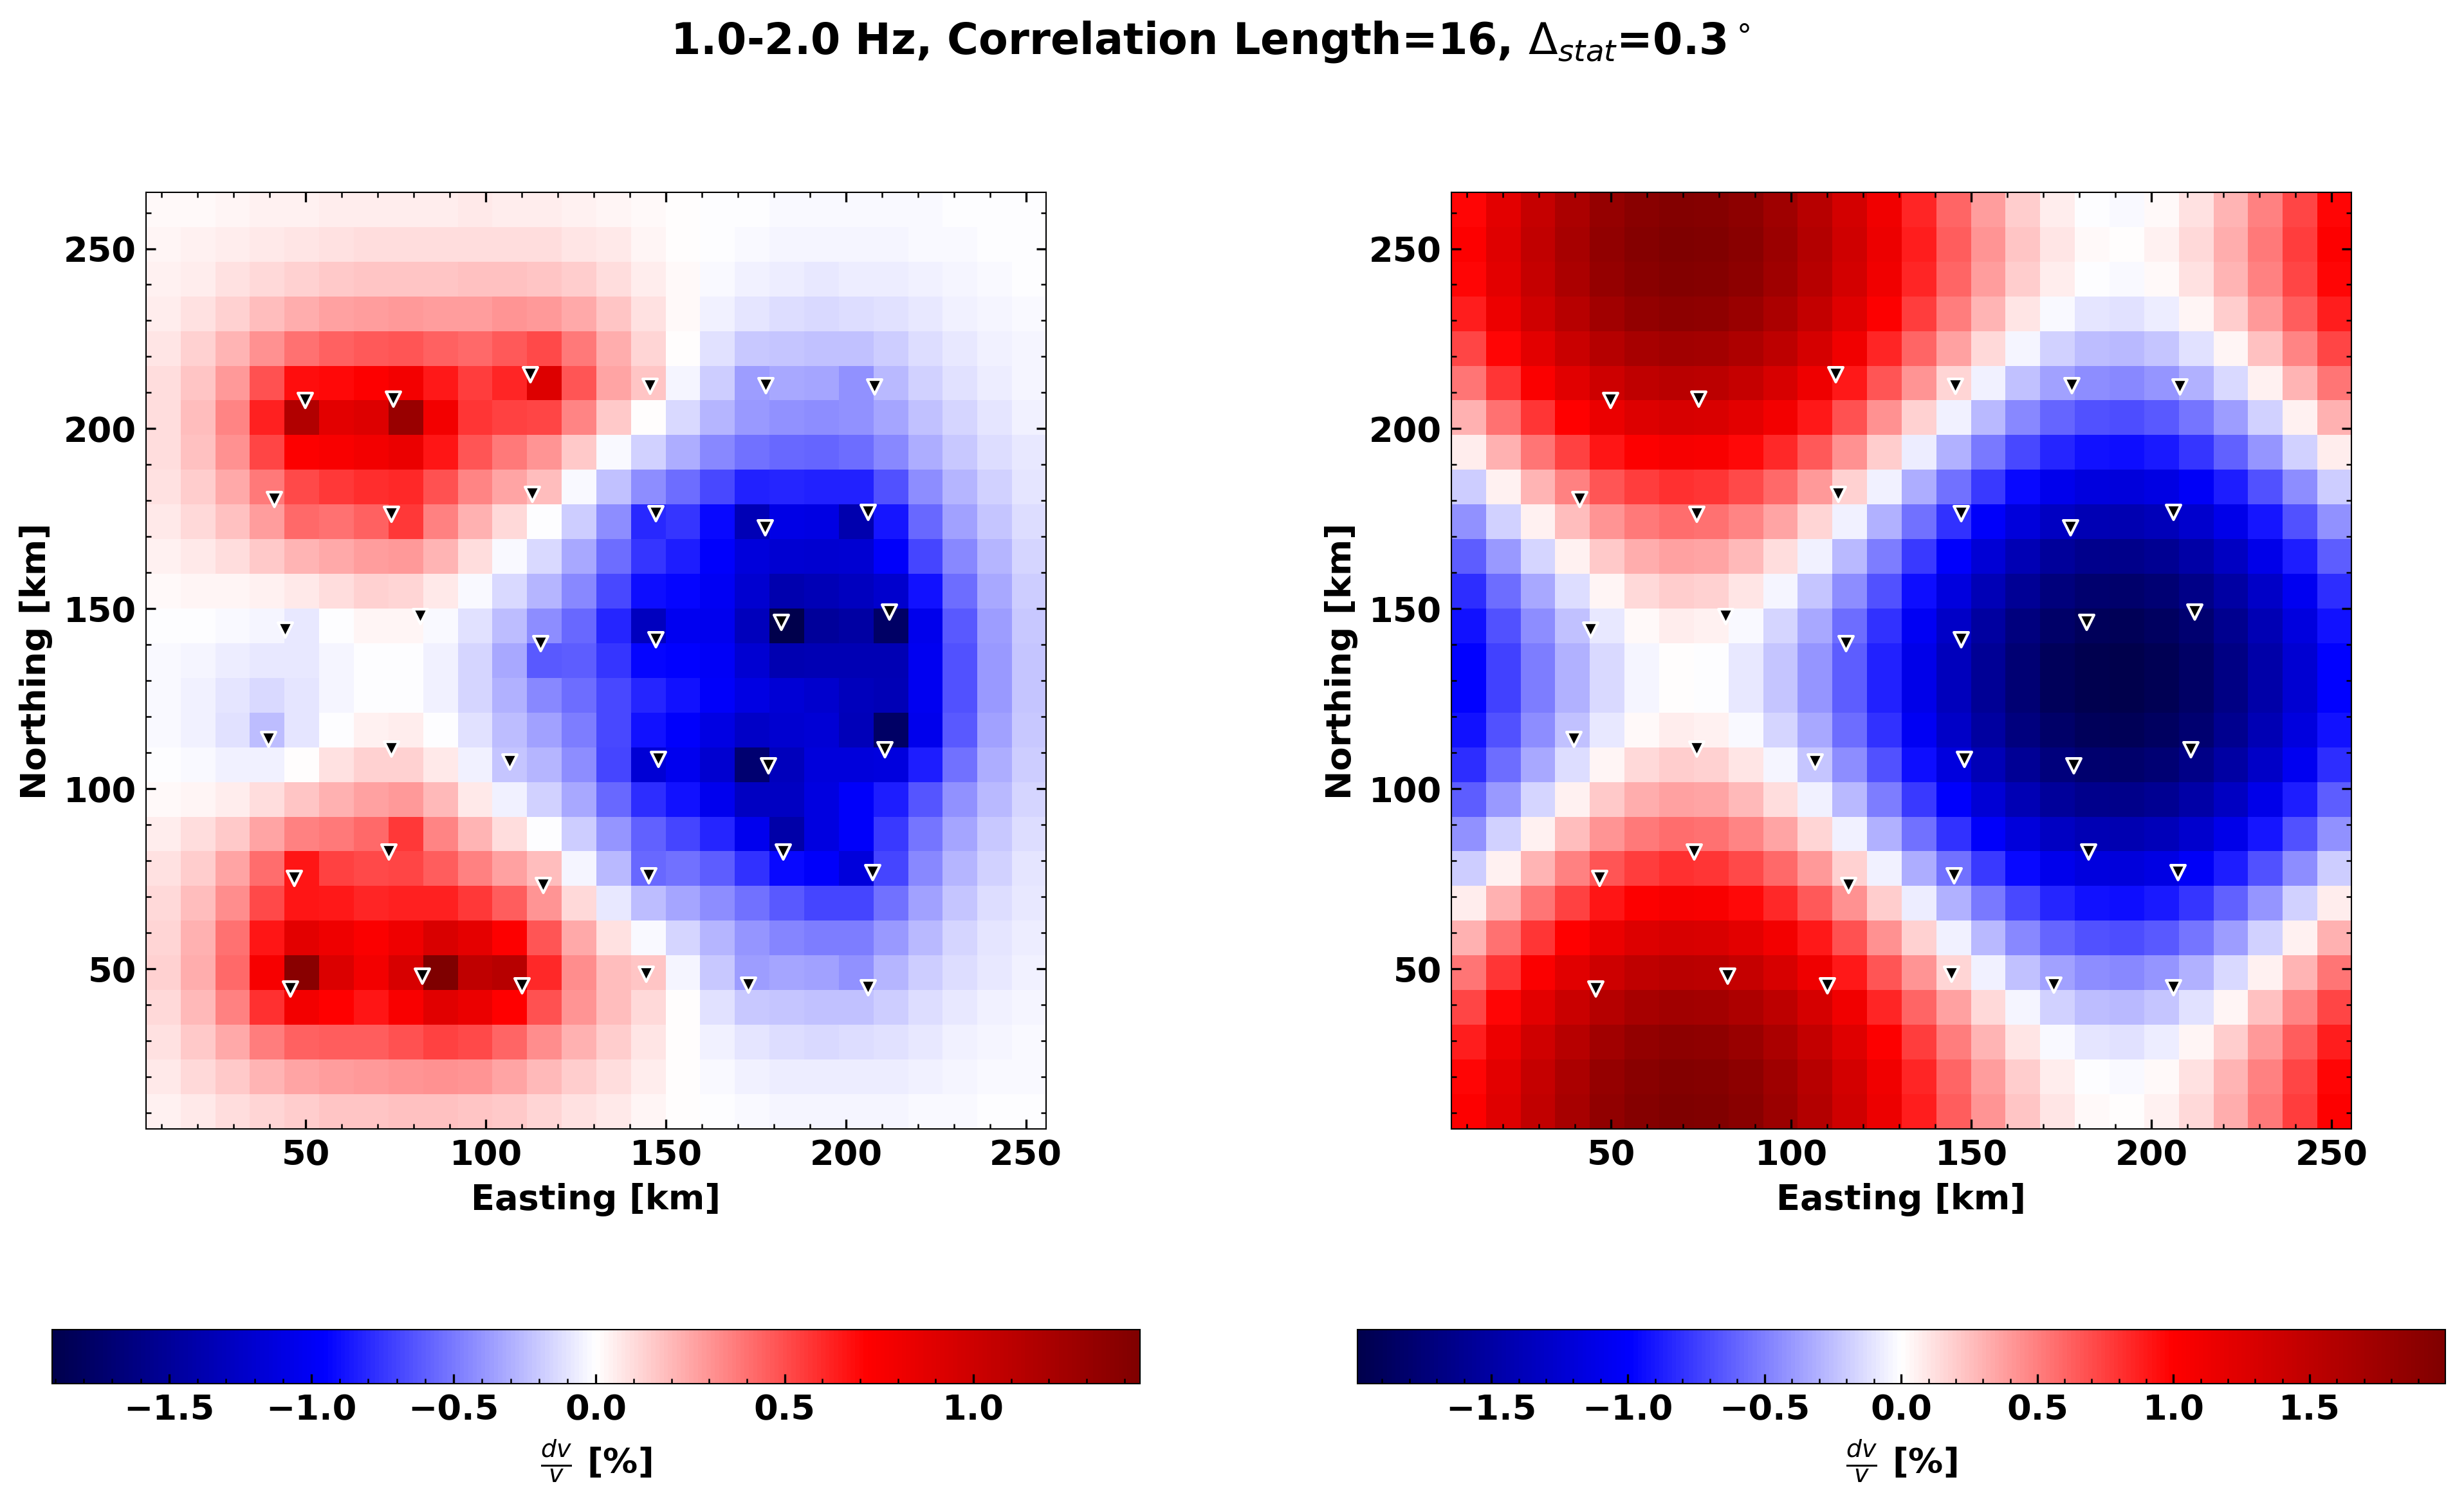 1.0-2.0 Hz, Correlation Length=16, Δstat=0.3°
250
200
150
100
50
Northing [km]
50 100 150 200 250
Easting [km]
250
200
150
100
50
Northing [km]
50 100 150 200 250
Easting [km]
−1.5 −1.0 −0.5 0.0 0.5 1.0
dv/v [%]
−1.5 −1.0 −0.5 0.0 0.5 1.0 1.5
dv/v [%]